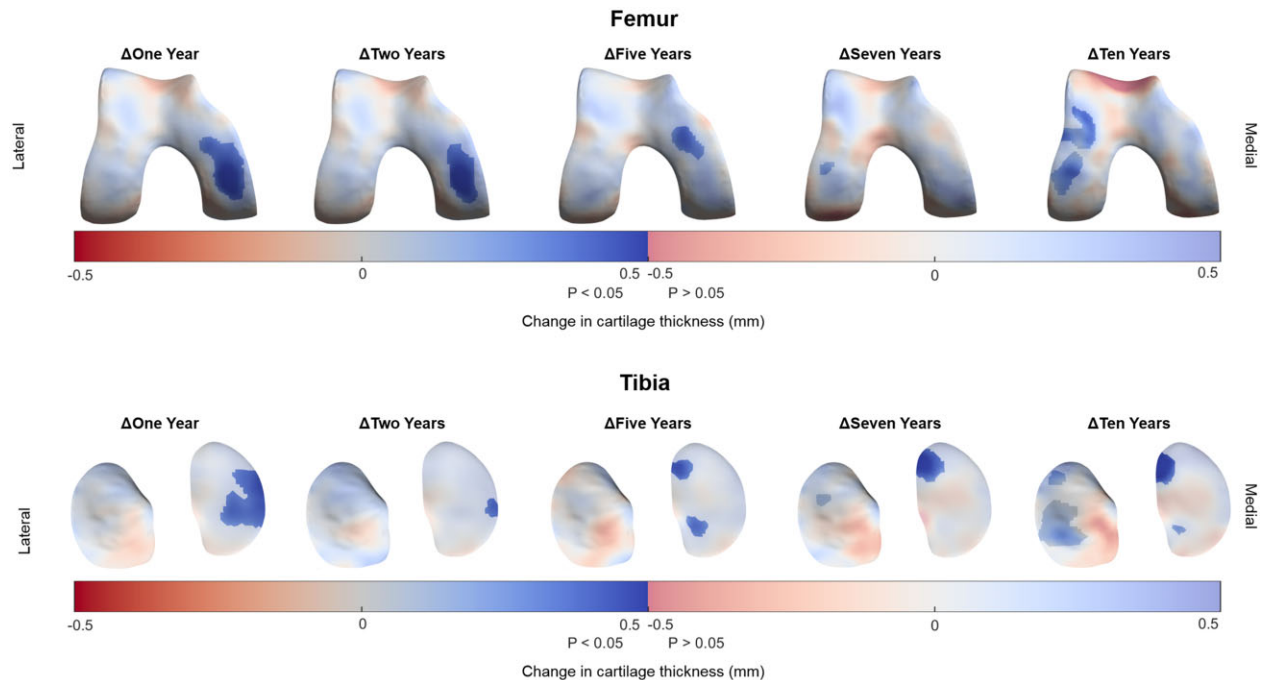 Femur
ΔOne Year ΔTwo Years ΔFive Years ΔSeven Years ΔTen Years
Lateral
Medial
-0.5 0 0.5 -0.5 0 0.5
P < 0.05 P > 0.05
Change in cartilage thickness (mm)
Tibia
ΔOne Year ΔTwo Years ΔFive Years ΔSeven Years ΔTen Years
Lateral
Medial
-0.5 0 0.5 -0.5 0 0.5
P < 0.05 P > 0.05
Change in cartilage thickness (mm)